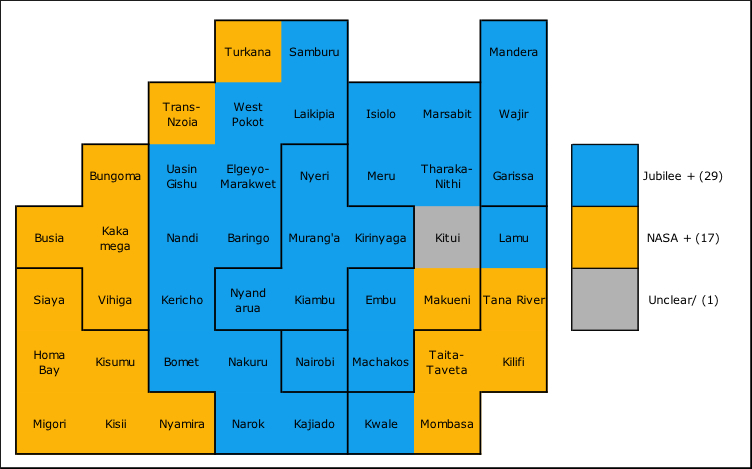 Turkana Samburu Mandera
Trans-
Nzoia
West
Pokot
Laikipia Isiolo Marsabit Wajir
Bungoma
Uasin
Gishu
Elgeyo-
Marakwet
Nyeri Meru
Tharaka-
Nithi
Garissa
Jubilee + (29)
Busia
Kaka
mega
Nandi Baringo Murang'a Kirinyaga Kitui Lamu
NASA + (17)
Siaya Vihiga Kericho
Nyand
arua
Kiambu Embu Makueni Tana River
Unclear/ (1)
Homa
Bay
Kisumu Bomet Nakuru Nairobi Machakos
Taita-
Taveta
Kilifi
Migori Kisii Nyamira Narok Kajiado Kwale Mombasa